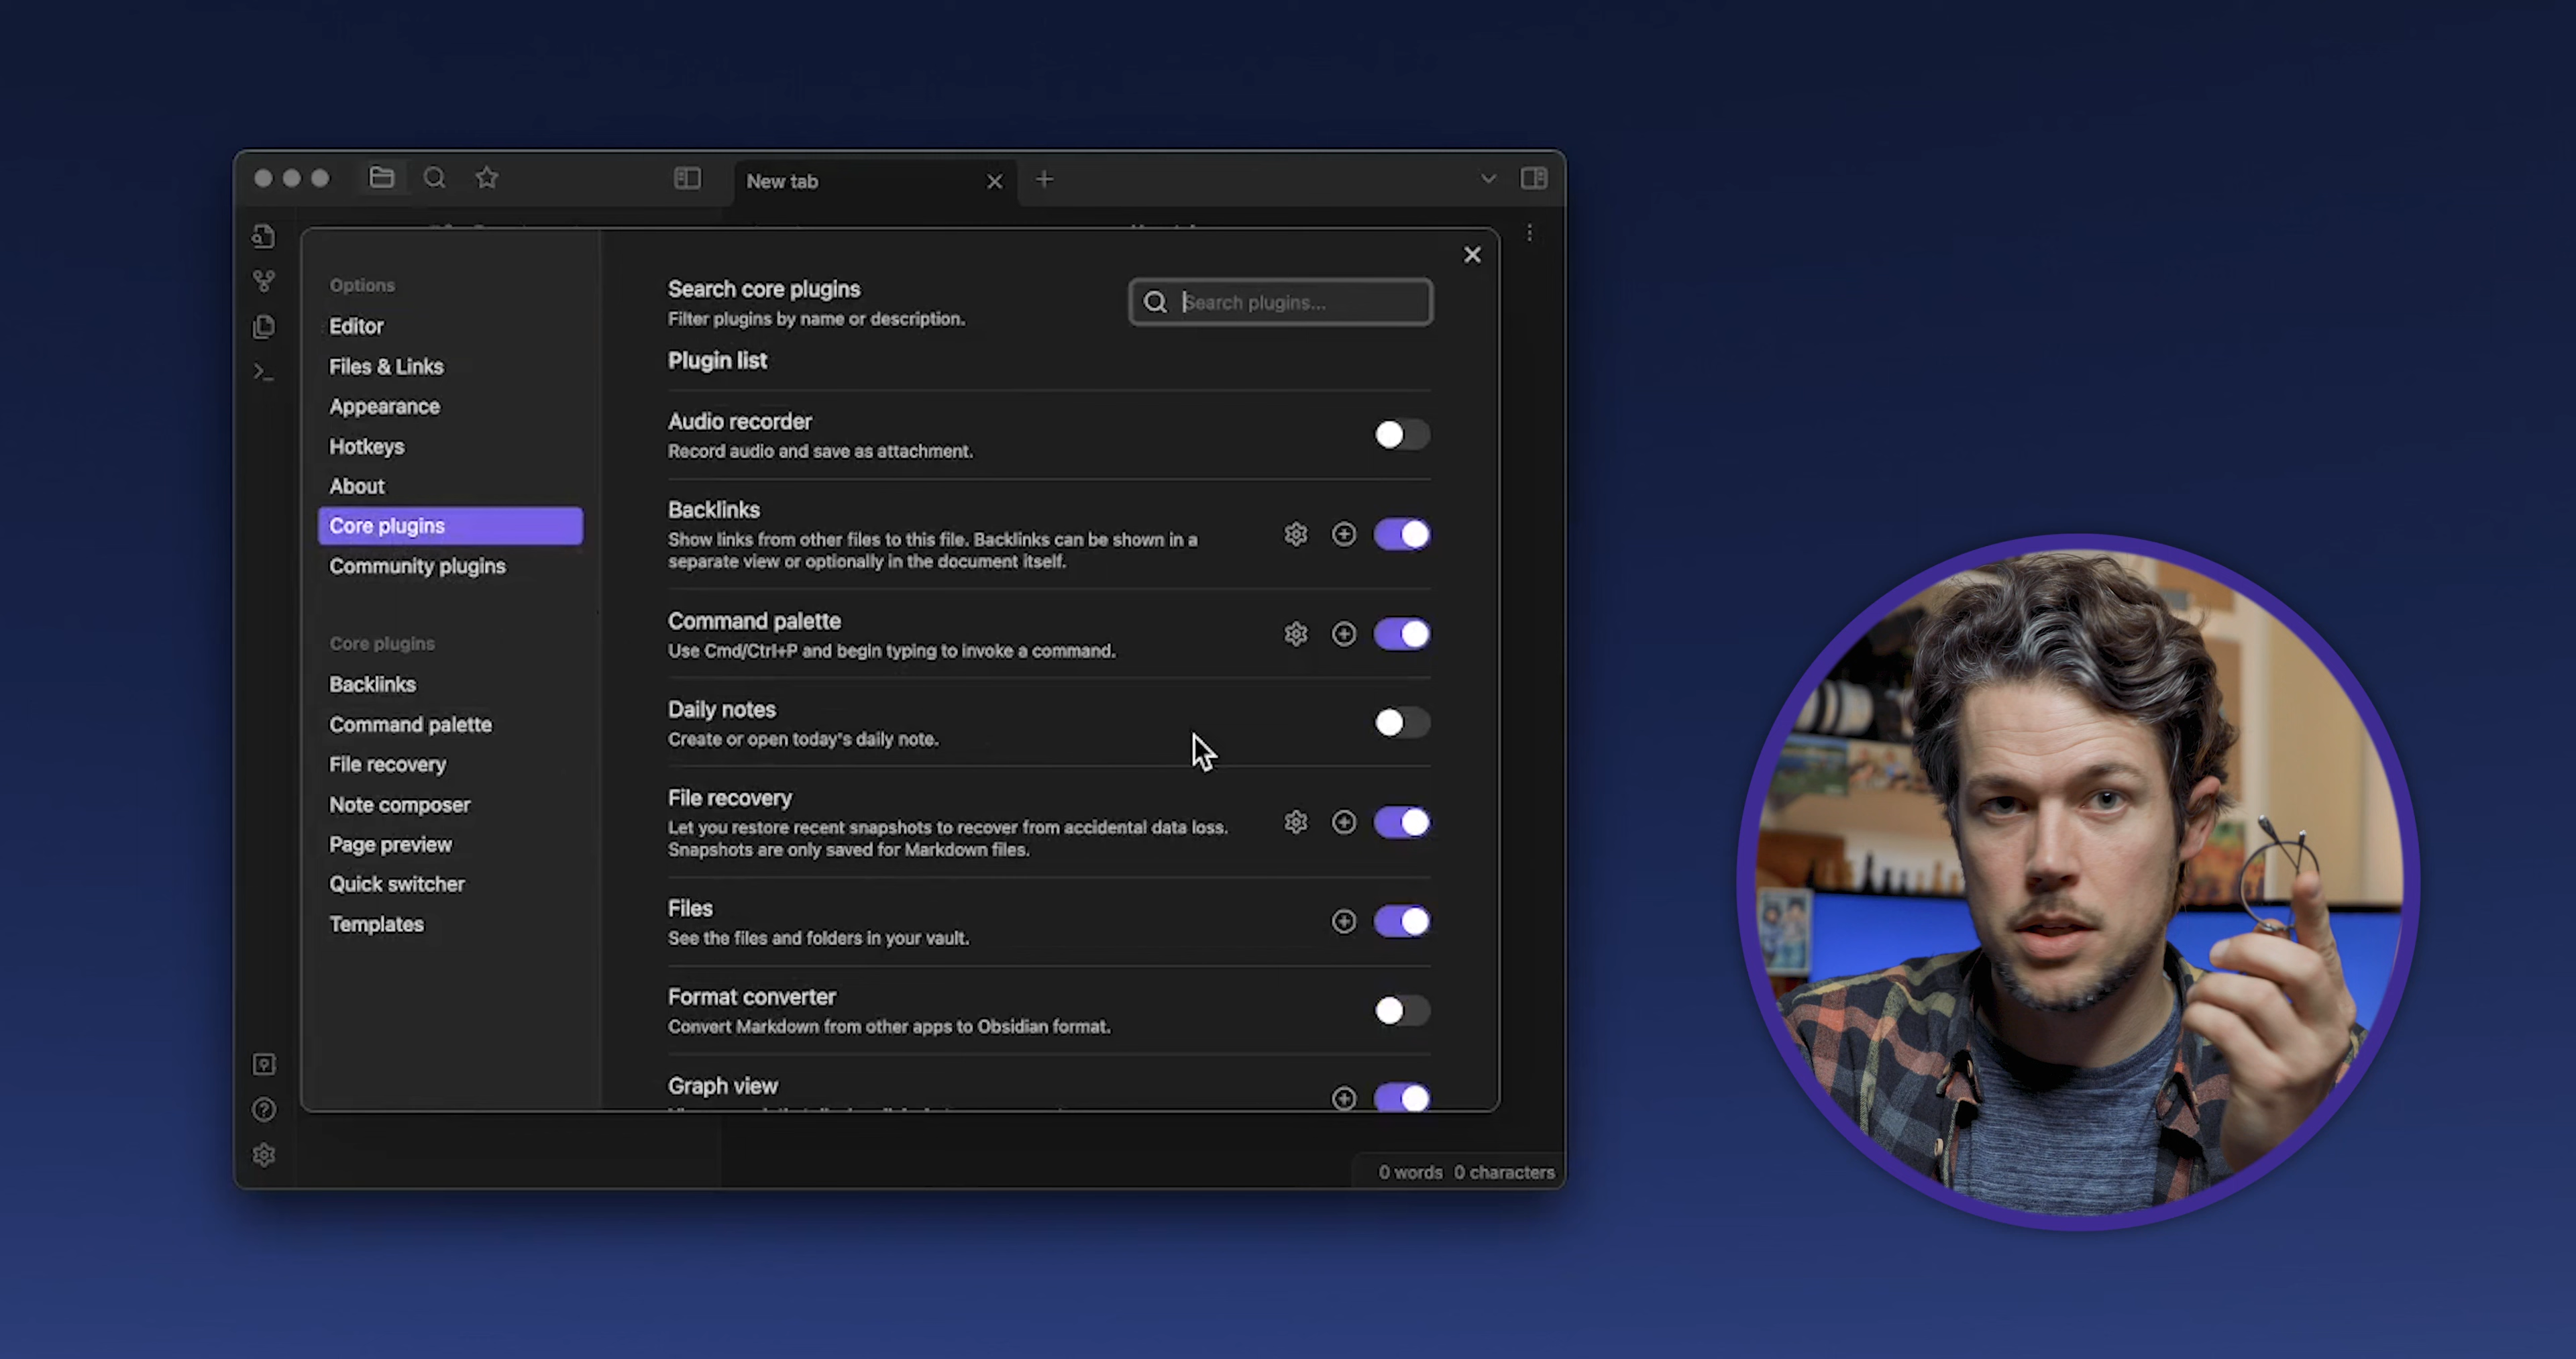 New tab
Options
Editor
Files & Links
Appearance
Hotkeys
About
Core plugins
Community plugins
Core plugins
Backlinks
Command palette
File recovery
Note composer
Page preview
Quick switcher
Templates
Search core plugins
Filter plugins by name or description.
Search plugins...
Plugin list
Audio recorder
Record audio and save as attachment.
Backlinks
Show links from other files to this file. Backlinks can be shown in a
separate view or optionally in the document itself.
Command palette
Use Cmd/Ctrl+P and begin typing to invoke a command.
Daily notes
Create or open today's daily note.
File recovery
Let you restore recent snapshots to recover from accidental data loss.
Snapshots are only saved for Markdown files.
Files
See the files and folders in your vault.
Format converter
Convert Markdown from other apps to Obsidian format.
Graph view
0 words 0 characters